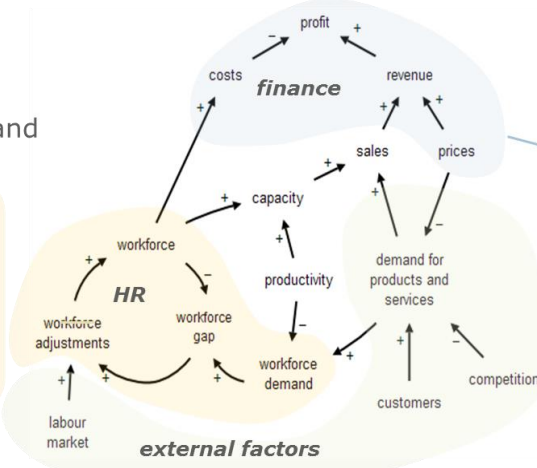 profit
–
+
costs
finance
revenue
+
+
+
and
sales
prices
+
+
capacity
+
+
–
workforce
demand for
products and
services
+
–
productivity
HR
workforce
adjustments
workforce
gap
–
workforce
demand
+
+
–
+
+
+
competition
customers
labour
market
external factors